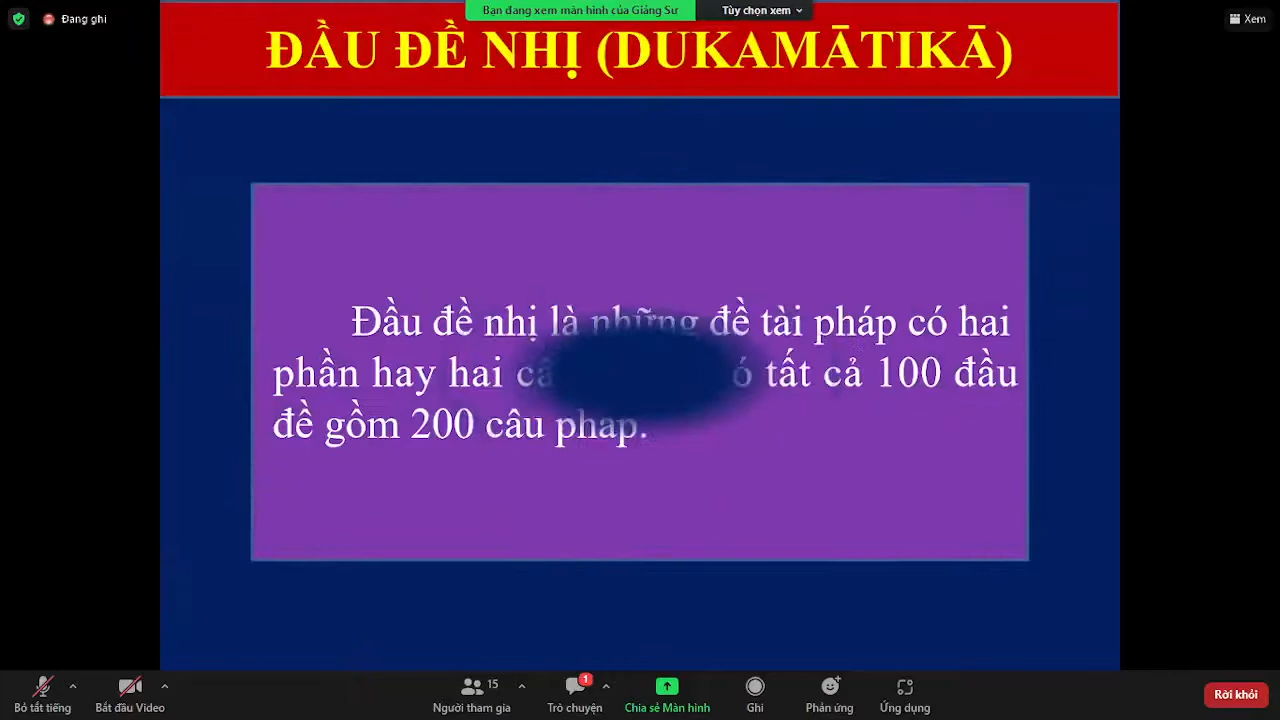 Bạn đang xem màn hình của Giảng Sư
Tùy chọn xem
Đang ghi
Xem
ĐẦU ĐỀ NHỊ (DUKAMĀTIKĀ)
Đầu đề nhị là những đề tài pháp có hai
phần hay hai tất cả 100 đầu
đề gồm 200 câu pháp.
15
1
Bỏ tắt tiếng
Bắt đầu Video
Người tham gia
Trò chuyện
Chia sẻ Màn hình
Ghi
Phản ứng
Ứng dụng
Rời khỏi